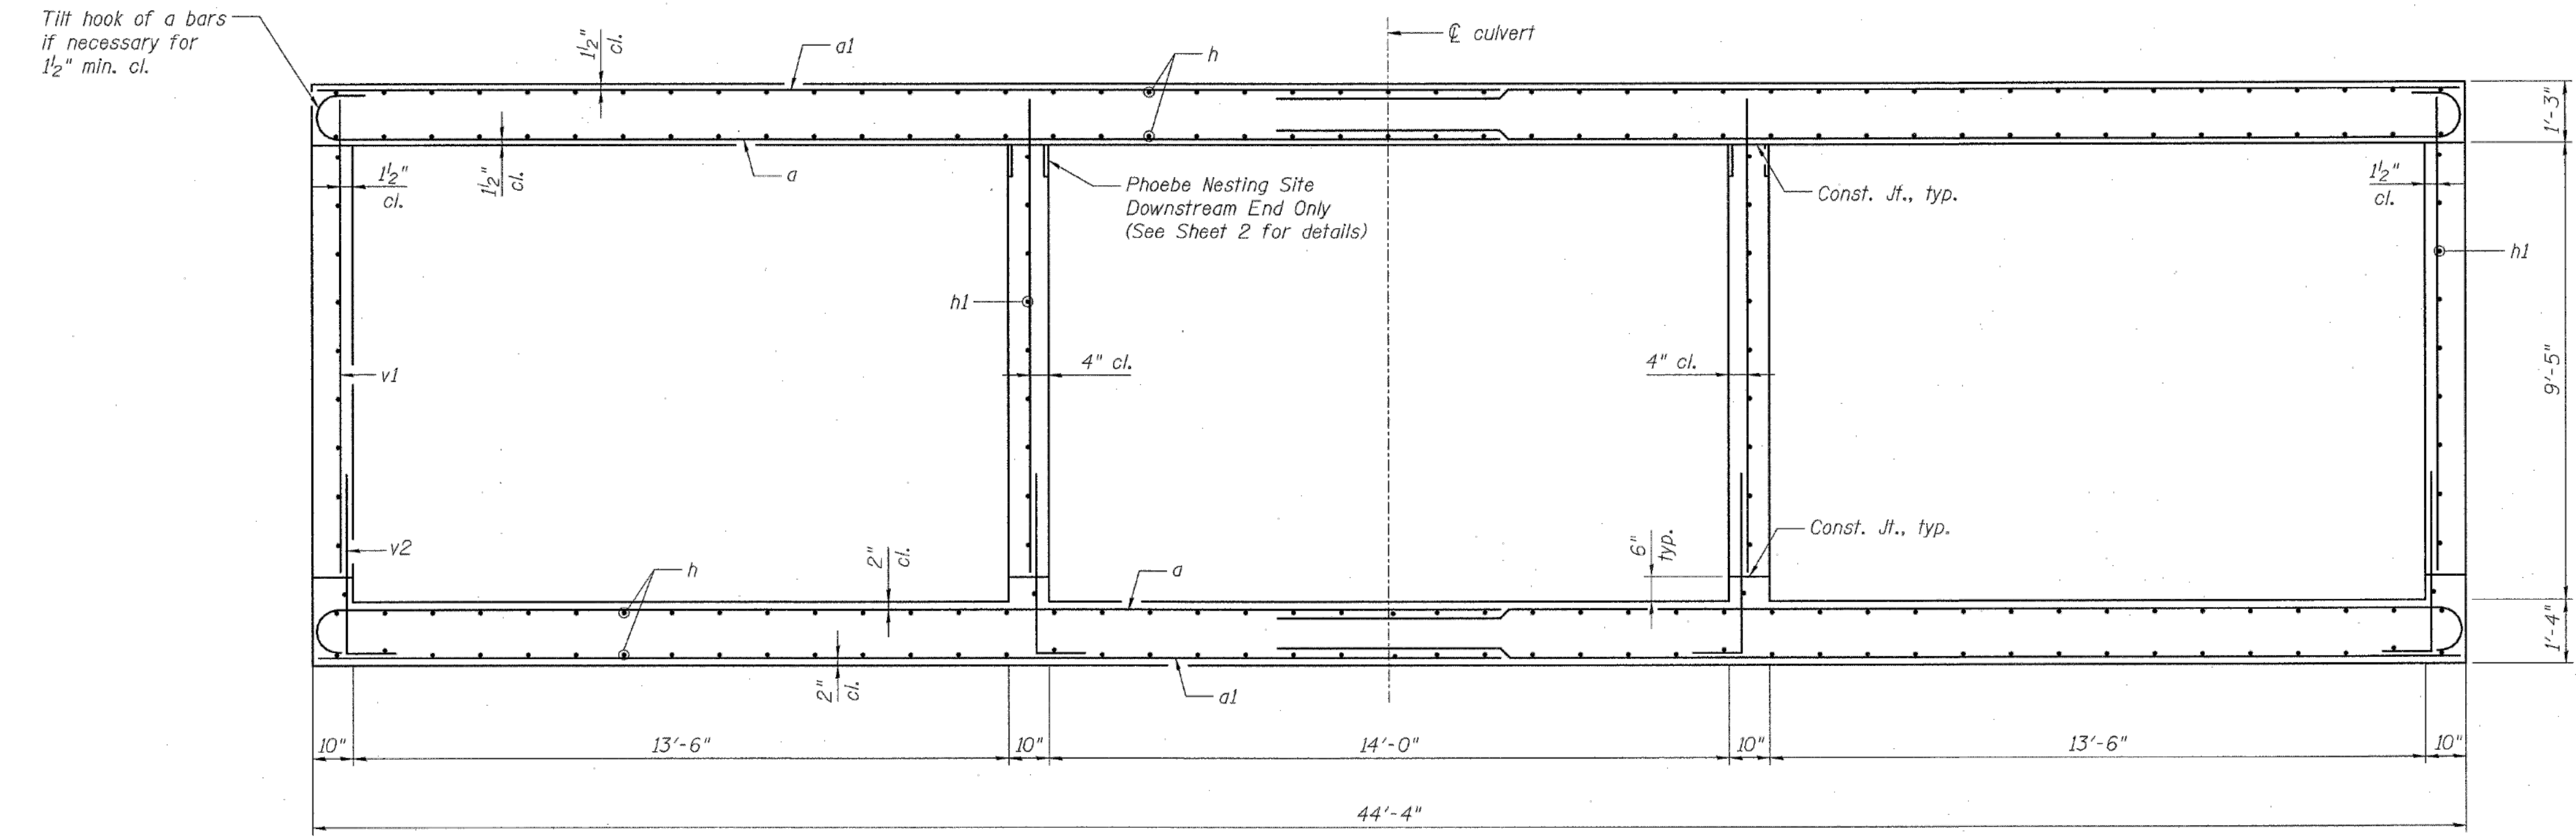 Tilt hook of a bars
if necessary for
1½" min. cl.
1½"
cl.
a1
h
℄ culvert
1'-3"
1½"
cl.
1½"
cl.
a
Phoebe Nesting Site
Downstream End Only
(See Sheet 2 for details)
Const. Jt., typ.
1½"
cl.
h1
h1
4" cl.
4" cl.
v1
9'-5"
v2
h
2"
cl.
a
6"
typ.
Const. Jt., typ.
2"
cl.
a1
1'-4"
10"
13'-6"
10"
14'-0"
10"
13'-6"
10"
44'-4"